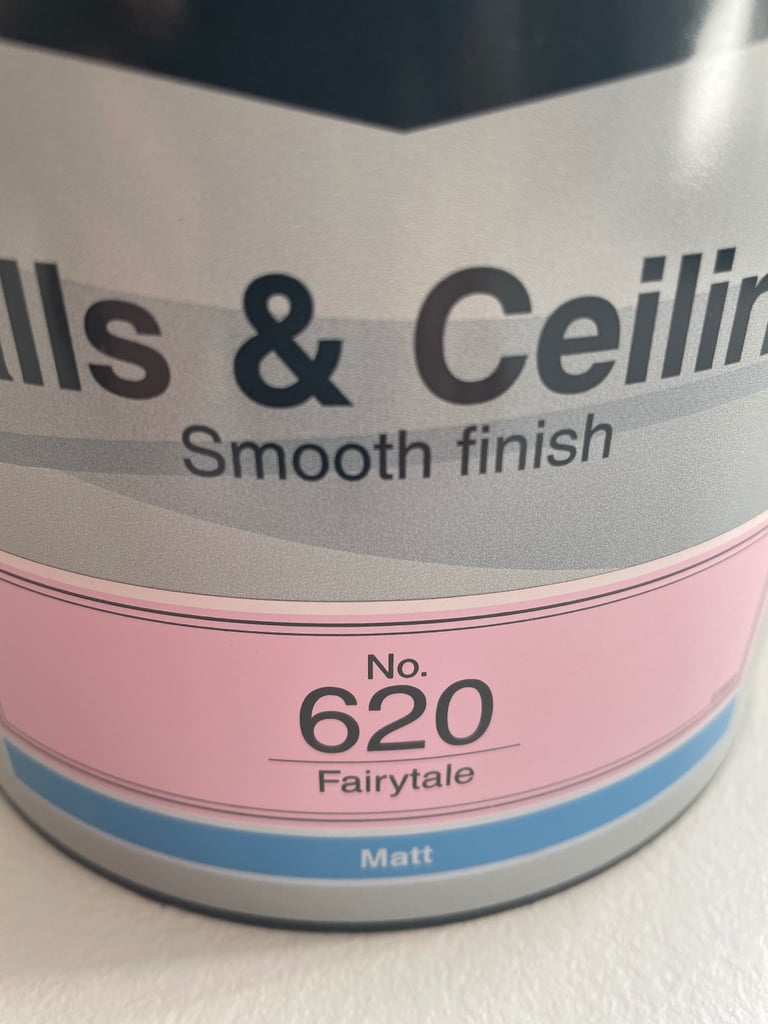 lls & Ceilin
Smooth finish
No.
620
Fairytale
Matt